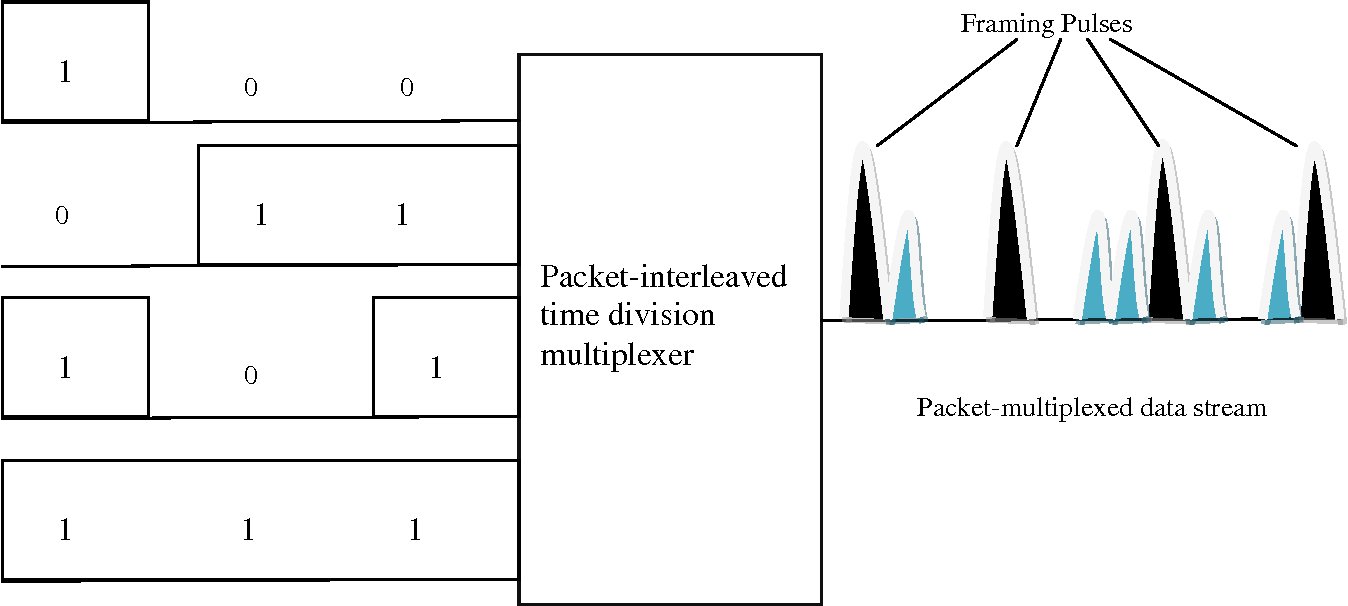 Framing Pulses
1 0 0
0 1 1
1 0 1
1 1 1
Packet-interleaved
time division
multiplexer
Packet-multiplexed data stream